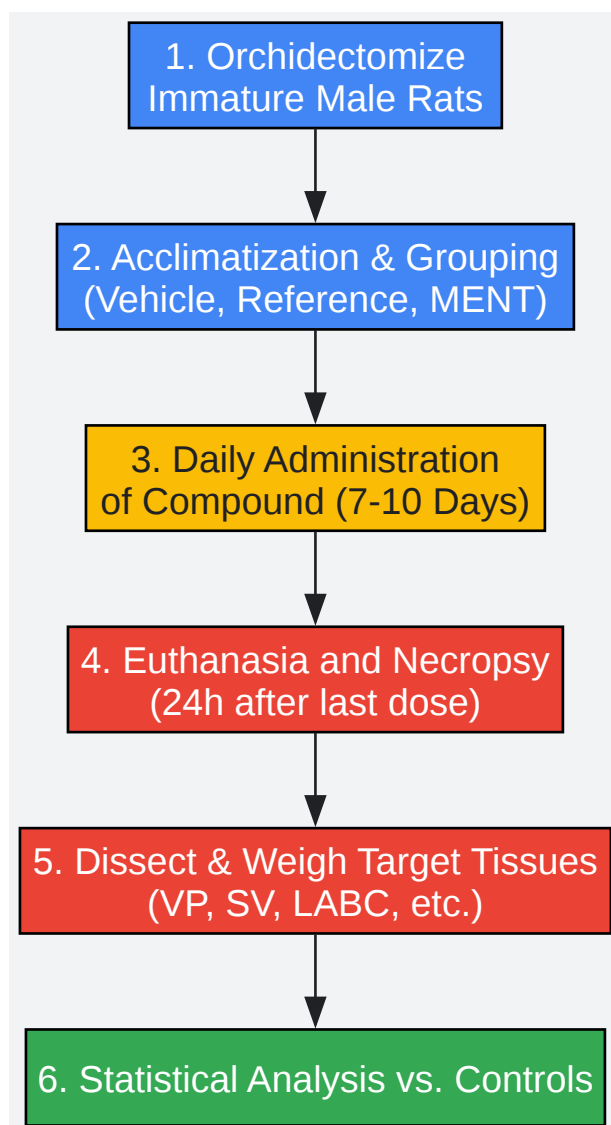 1. Orchidectomize
Immature Male Rats
2. Acclimatization & Grouping
(Vehicle, Reference, MENT)
3. Daily Administration
of Compound (7-10 Days)
4. Euthanasia and Necropsy
(24h after last dose)
5. Dissect & Weigh Target Tissues
(VP, SV, LABC, etc.)
6. Statistical Analysis vs. Controls